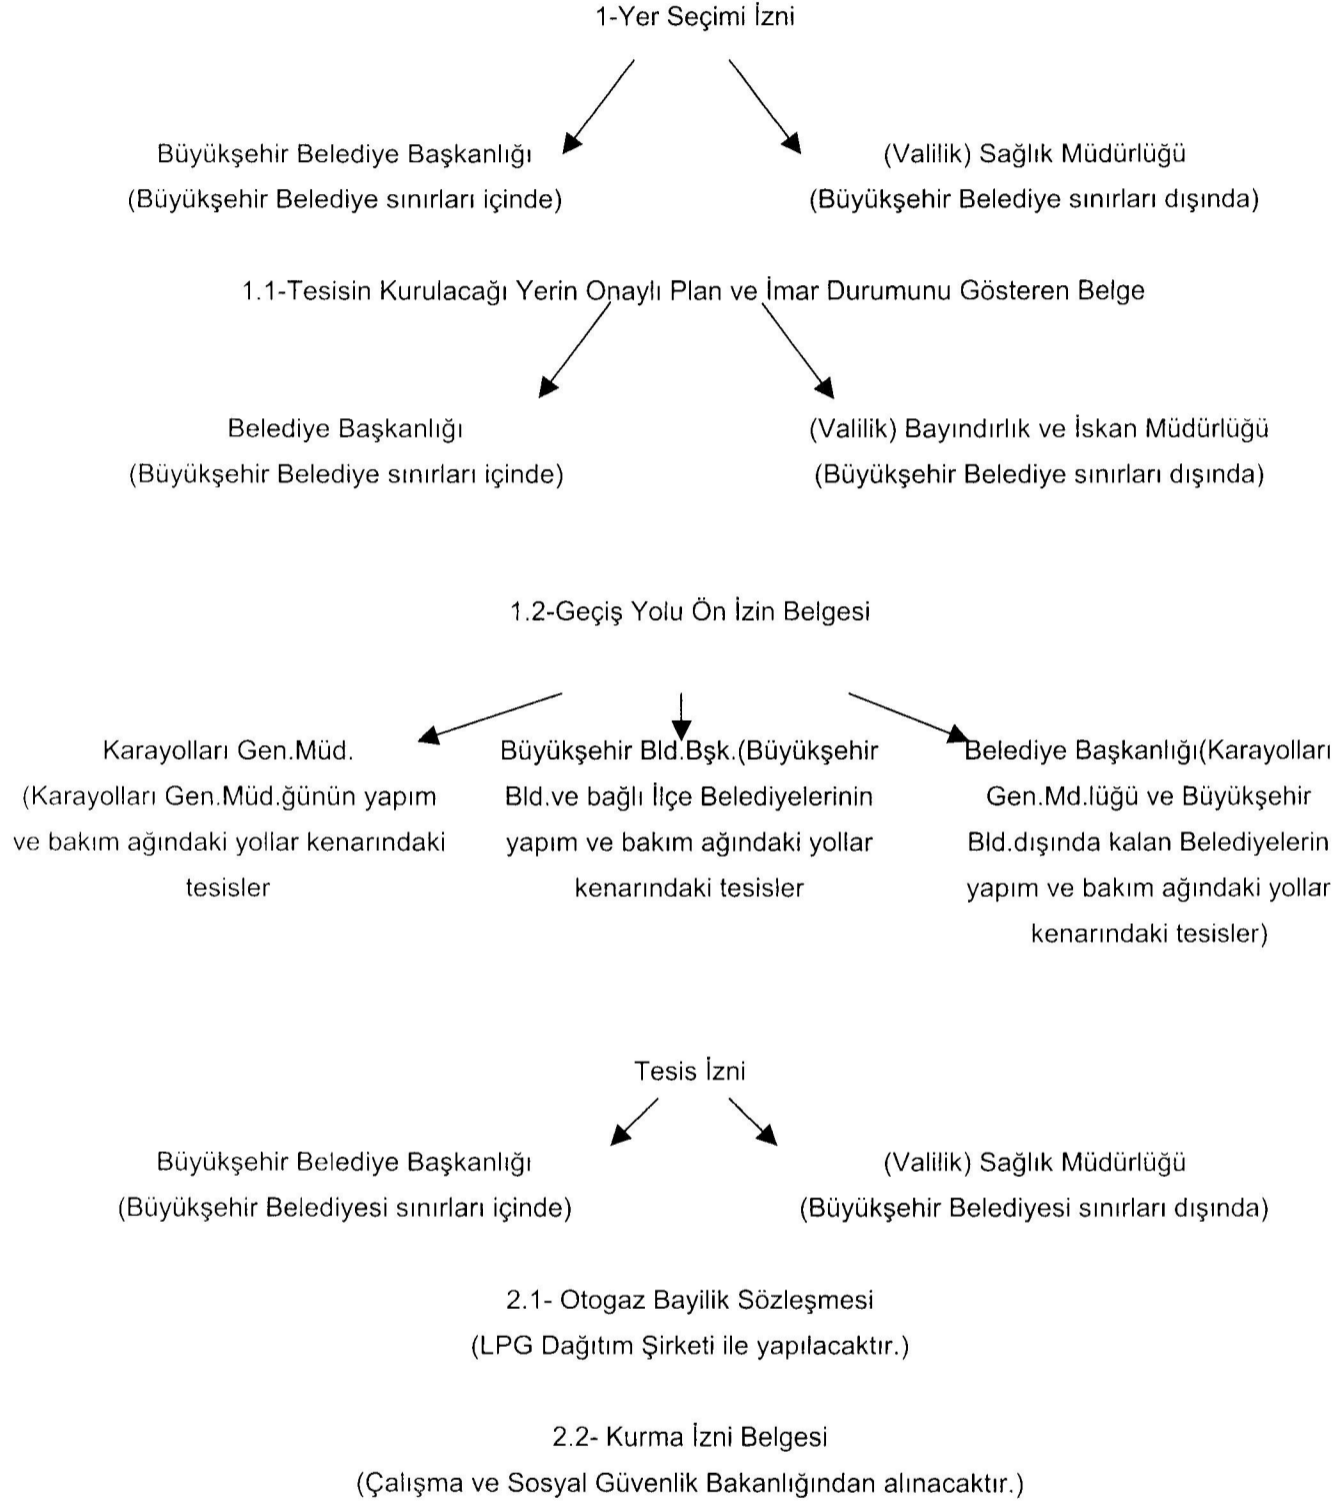 1-Yer Seçimi İzni
Büyükşehir Belediye Başkanlığı
(Büyükşehir Belediye sınırları içinde)
(Valilik) Sağlık Müdürlüğü
(Büyükşehir Belediye sınırları dışında)
1.1-Tesisin Kurulacağı Yerin Onaylı Plan ve İmar Durumunu Gösteren Belge
Belediye Başkanlığı
(Büyükşehir Belediye sınırları içinde)
(Valilik) Bayındırlık ve İskan Müdürlüğü
(Büyükşehir Belediye sınırları dışında)
1.2-Geçiş Yolu Ön İzin Belgesi
Karayolları Gen.Müd.
(Karayolları Gen.Müd.ğünün yapım
ve bakım ağındaki yollar kenarındaki
tesisler
Büyükşehir Bld.Bşk.(Büyükşehir
Bld.ve bağlı İlçe Belediyelerinin
yapım ve bakım ağındaki yollar
kenarındaki tesisler
Belediye Başkanlığı(Karayolları
Gen.Md.lüğü ve Büyükşehir
Bld.dışında kalan Belediyelerin
yapım ve bakım ağındaki yollar
kenarındaki tesisler)
Tesis İzni
Büyükşehir Belediye Başkanlığı
(Büyükşehir Belediyesi sınırları içinde)
(Valilik) Sağlık Müdürlüğü
(Büyükşehir Belediyesi sınırları dışında)
2.1- Otogaz Bayilik Sözleşmesi
(LPG Dağıtım Şirketi ile yapılacaktır.)
2.2- Kurma İzni Belgesi
(Çalışma ve Sosyal Güvenlik Bakanlığından alınacaktır.)